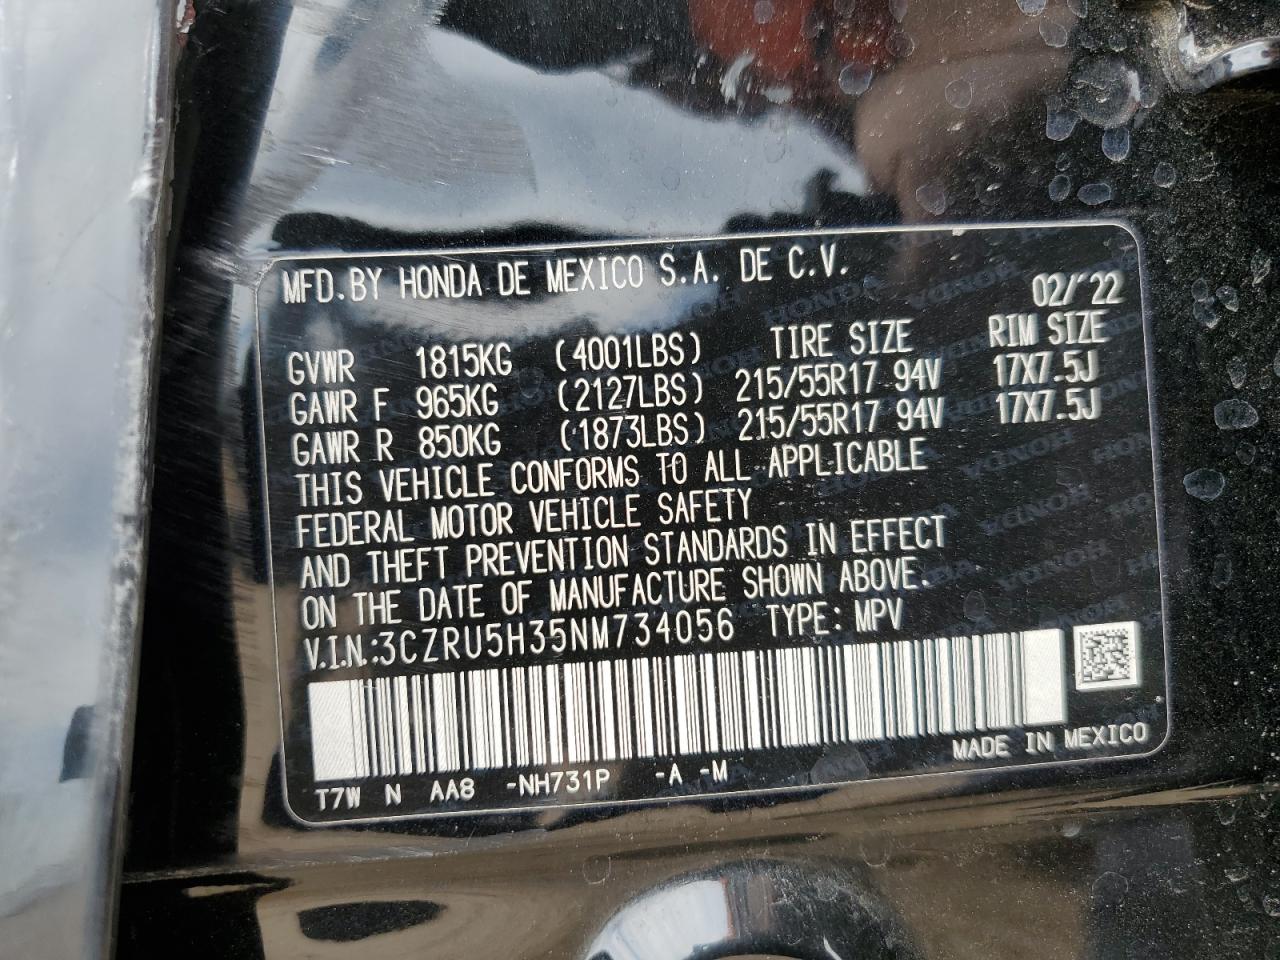 MFD.BY HONDA DE MEXICO S.A. DE C.V.
02/'22
GVWR 1815KG (4001LBS) TIRE SIZE RIM SIZE
GAWR F 965KG (2127LBS) 215/55R17 94V 17X7.5J
GAWR R 850KG (1873LBS) 215/55R17 94V 17X7.5J
THIS VEHICLE CONFORMS TO ALL APPLICABLE
FEDERAL MOTOR VEHICLE SAFETY
AND THEFT PREVENTION STANDARDS IN EFFECT
ON THE DATE OF MANUFACTURE SHOWN ABOVE.
V.I.N.:3CZRU5H35NM734056 TYPE: MPV
MADE IN MEXICO
T7W N AA8 -NH731P -A -M